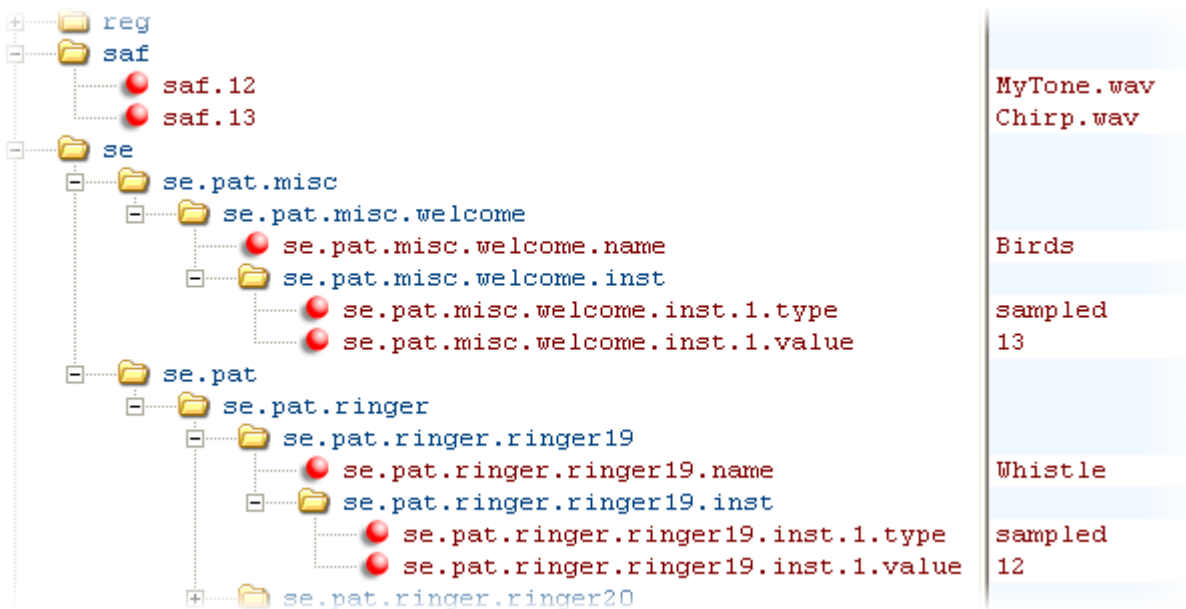 reg
saf
saf.12 MyTone.wav
saf.13 Chirp.wav
se
se.pat.misc
se.pat.misc.welcome
se.pat.misc.welcome.name Birds
se.pat.misc.welcome.inst
se.pat.misc.welcome.inst.1.type sampled
se.pat.misc.welcome.inst.1.value 13
se.pat
se.pat.ringer
se.pat.ringer.ringer19
se.pat.ringer.ringer19.name Whistle
se.pat.ringer.ringer19.inst
se.pat.ringer.ringer19.inst.1.type sampled
se.pat.ringer.ringer19.inst.1.value 12
se.pat.ringer.ringer20